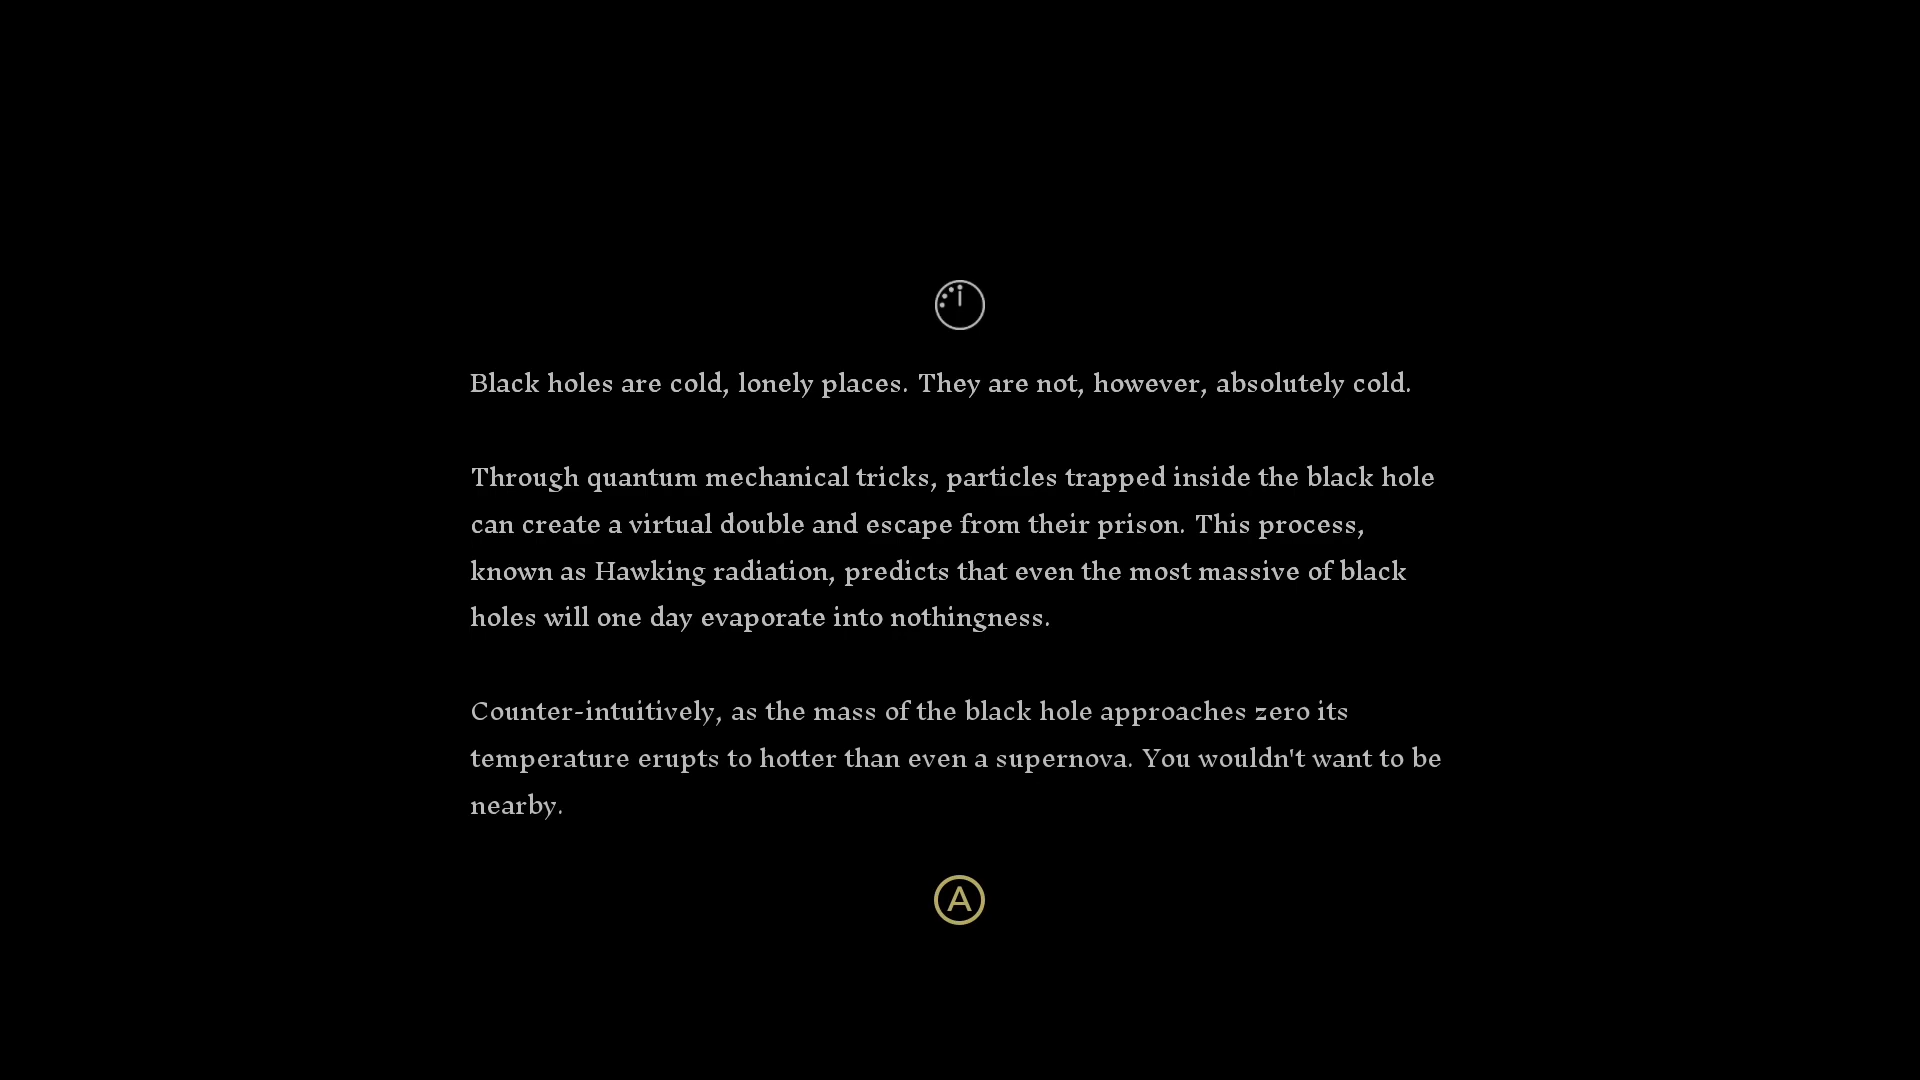 Black holes are cold, lonely places. They are not, however, absolutely cold.
Through quantum mechanical tricks, particles trapped inside the black hole
can create a virtual double and escape from their prison. This process,
known as Hawking radiation, predicts that even the most massive of black
holes will one day evaporate into nothingness.
Counter-intuitively, as the mass of the black hole approaches zero its
temperature erupts to hotter than even a supernova. You wouldn't want to be
nearby.
A